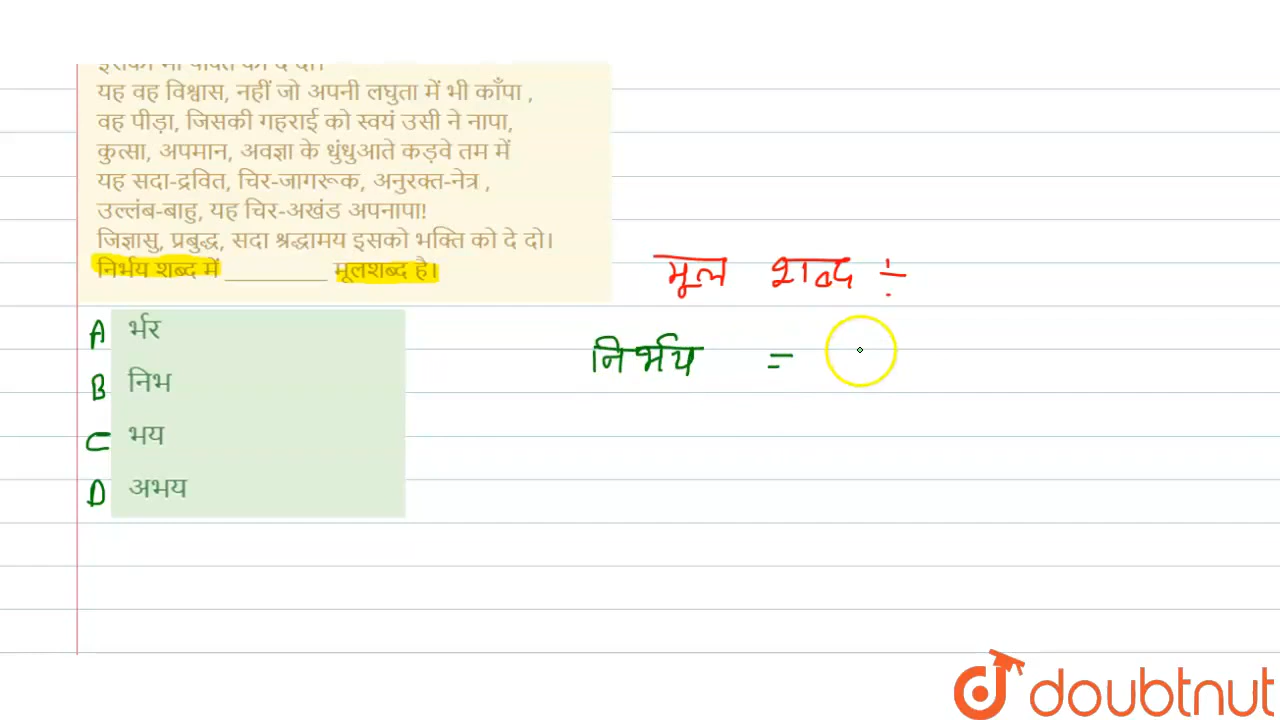 यह वह विश्वास, नहीं जो अपनी लघुता में भी काँपा ,
वह पीड़ा, जिसकी गहराई को स्वयं उसी ने नापा,
कुत्सा, अपमान, अवज्ञा के धुंधुआते कड़वे तम में
यह सदा-द्रवित, चिर-जागरूक, अनुरक्त-नेत्र ,
उल्लंब-बाहु, यह चिर-अखंड अपनापा!
जिज्ञासु, प्रबुद्ध, सदा श्रद्धामय इसको भक्ति को दे दो।
निर्भय शब्द में __________ मूलशब्द है।
मूल शब्द ÷
A र्भर
B निभ
निर्भय =
C भय
D अभय
doubtnut